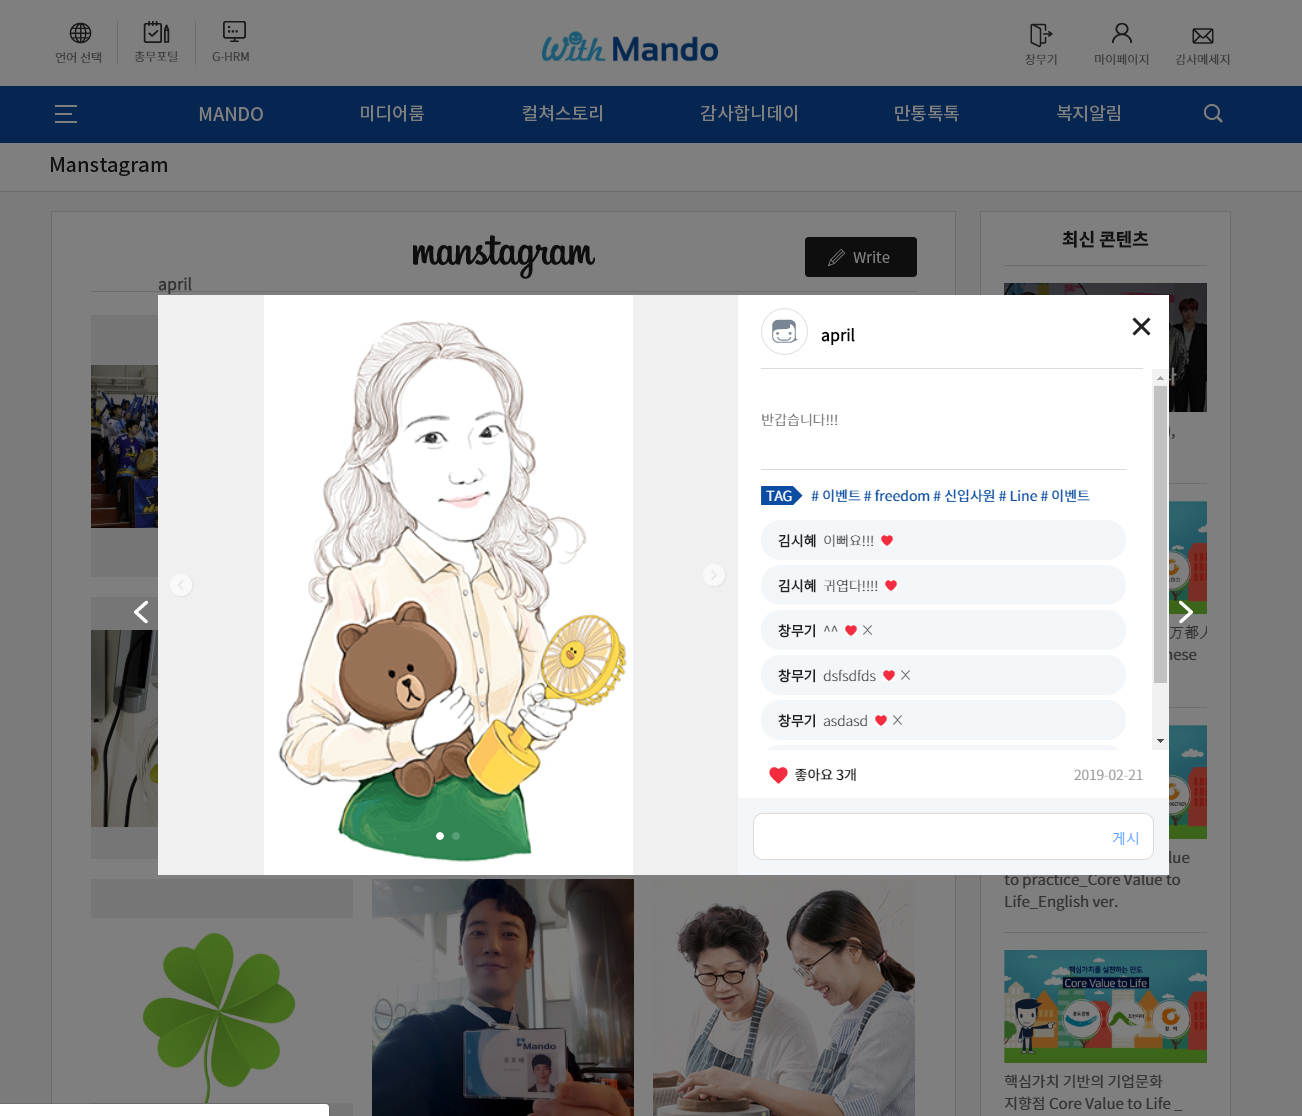 언어 선택
총무포털
G-HRM
With Mando
창무기
마이페이지
감사메세지
MANDO
미디어룸
컬쳐스토리
감사합니데이
만통톡톡
복지알림
Manstagram
manstagram
Write
april
최신 콘텐츠
april
반갑습니다!!!
TAG # 이벤트 # freedom # 신입사원 # Line # 이벤트
김시혜 이뻐요!!!
김시혜 귀엽다!!!!
창무기 ^^
창무기 dsfsdfds
창무기 asdasd
좋아요 3개
2019-02-21
게시
万都人
to practice_Core Value to
Life_English ver.
Mando
핵심가치를 실천하는 만도
Core Value to Life
핵심가치 기반의 기업문화
지향점 Core Value to Life _